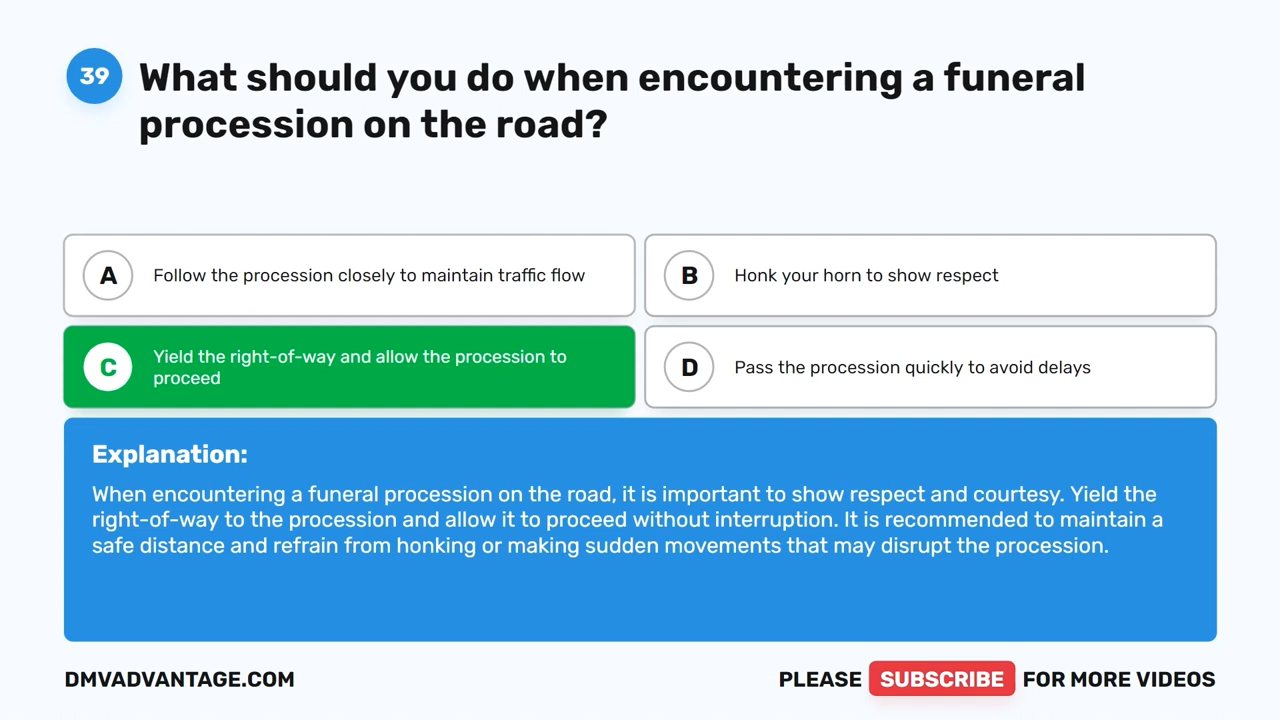 39
What should you do when encountering a funeral
procession on the road?
A
Follow the procession closely to maintain traffic flow
B
Honk your horn to show respect
C
Yield the right-of-way and allow the procession to
proceed
D
Pass the procession quickly to avoid delays
Explanation:
When encountering a funeral procession on the road, it is important to show respect and courtesy. Yield the
right-of-way to the procession and allow it to proceed without interruption. It is recommended to maintain a
safe distance and refrain from honking or making sudden movements that may disrupt the procession.
DMVADVANTAGE.COM
PLEASE SUBSCRIBE FOR MORE VIDEOS